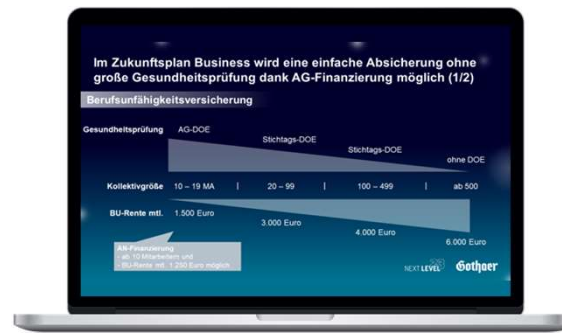 Im Zukunftsplan Business wird eine einfache Absicherung ohne
große Gesundheitsprüfung dank AG-Finanzierung möglich (1/2)
Berufsunfähigkeitsversicherung
Gesundheitsprüfung AG-DOE Stichtags-DOE Stichtags-DOE ohne DOE
Kollektivgröße 10 – 19 MA | 20 – 99 | 100 – 499 | ab 500
BU-Rente mtl. 1.500 Euro 3.000 Euro 4.000 Euro 6.000 Euro
AN-Finanzierung
- ab 10 Mitarbeitern und
- BU-Rente mtl. 1.250 Euro möglich
NEXT LEVEL 23 Gothaer